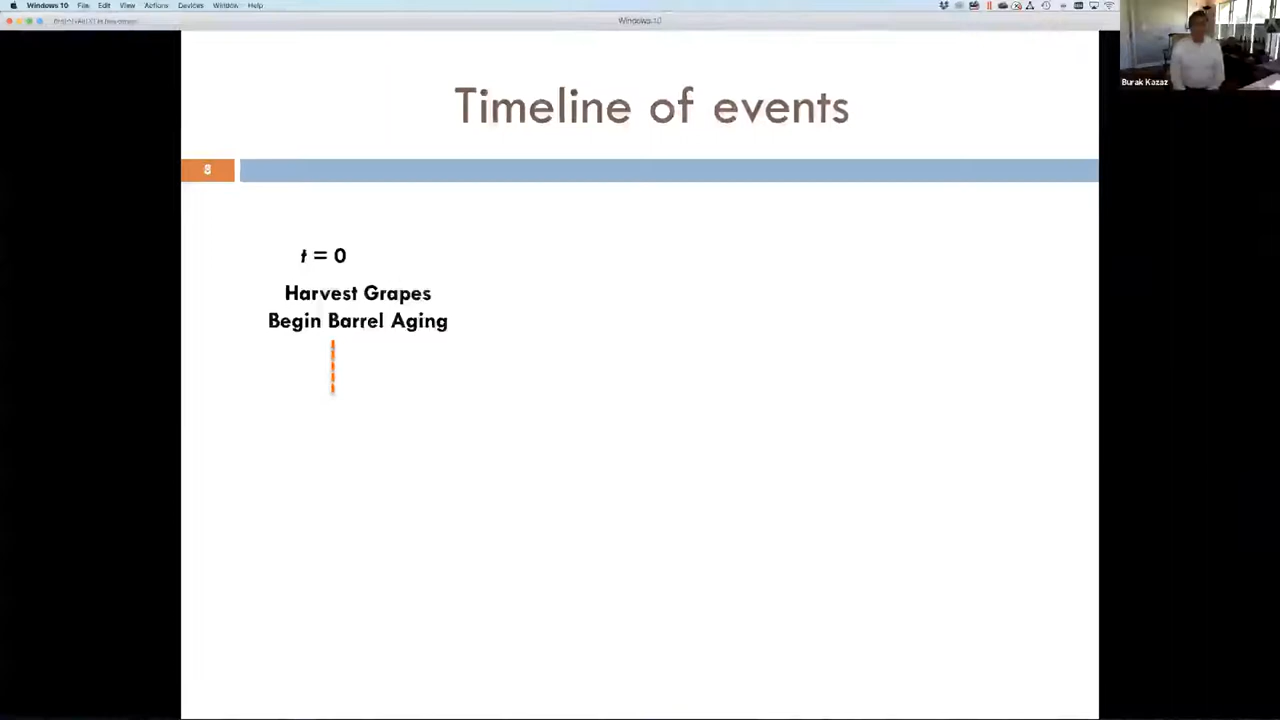 Windows 10 File Edit View Actions Devices Window Help
Windows 10
Burak Kazaz
Timeline of events
8
t = 0
Harvest Grapes
Begin Barrel Aging